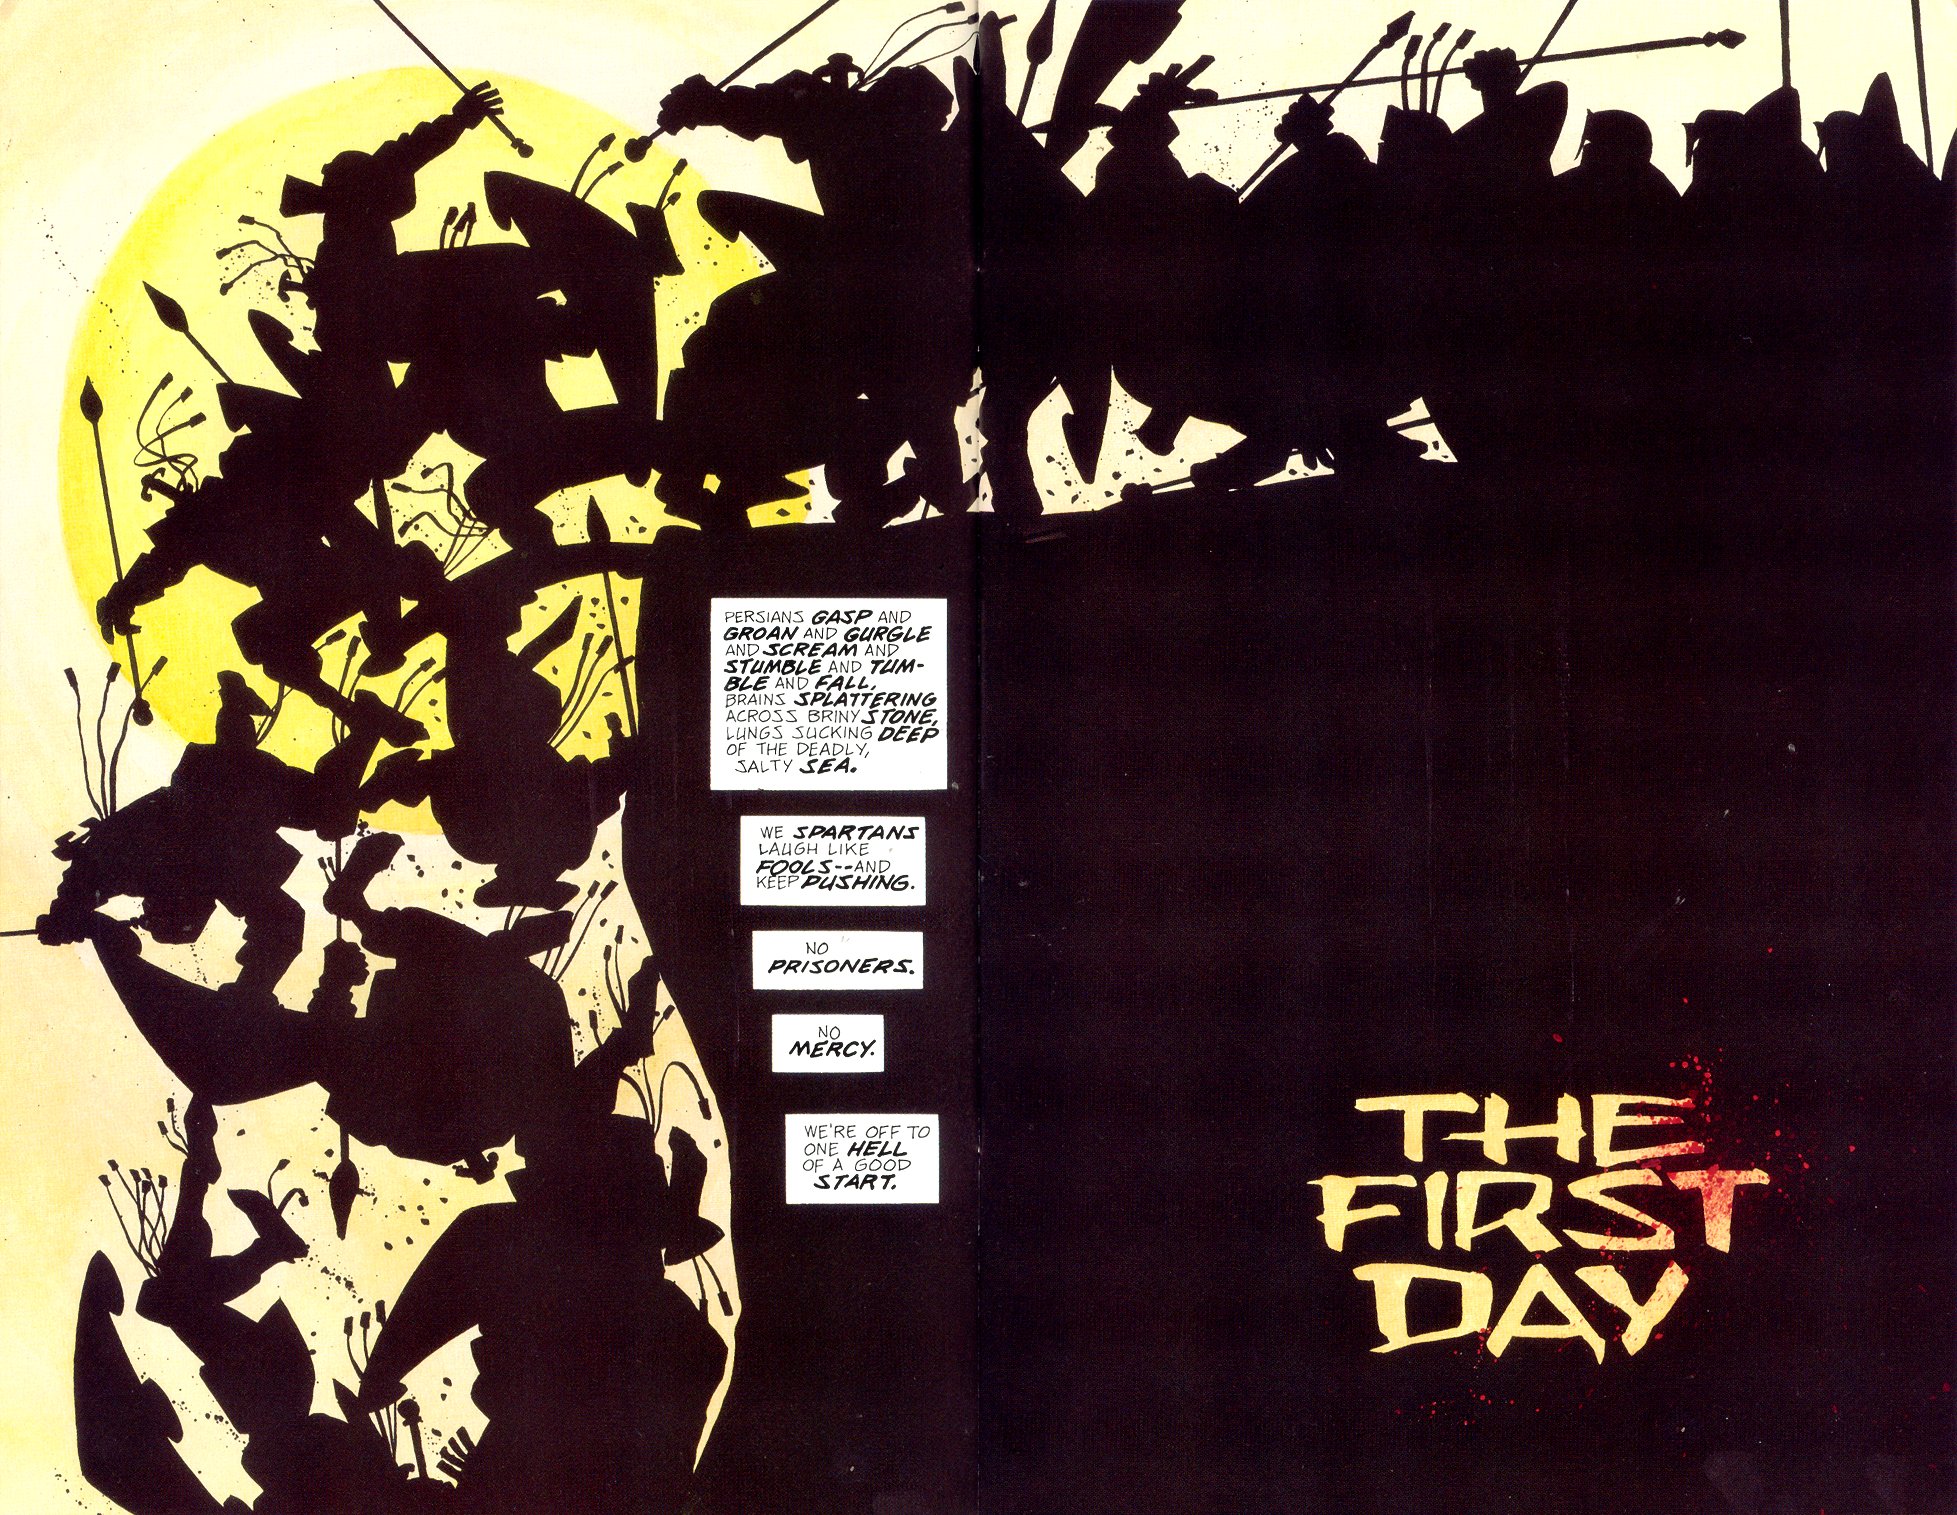 PERSIANS GASP AND
GROAN AND GURGLE
AND SCREAM AND
STUMBLE AND TUM-
BLE AND FALL,
BRAINS SPLATTERING
ACROSS BRINY STONE,
LUNGS SUCKING DEEP
OF THE DEADLY,
SALTY SEA.
WE SPARTANS
LAUGH LIKE
FOOLS--AND
KEEP PUSHING.
NO
PRISONERS.
NO
MERCY.
WE'RE OFF TO
ONE HELL
OF A GOOD
START.
THE
FIRST
DAY